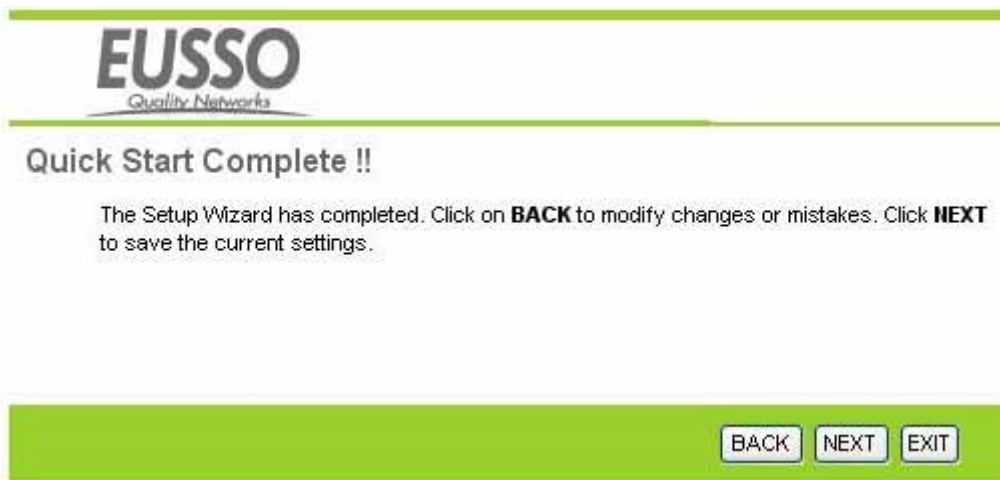 EUSSO
Quality Networks
Quick Start Complete !!
The Setup Wizard has completed. Click on BACK to modify changes or mistakes. Click NEXT
to save the current settings.
BACK NEXT EXIT